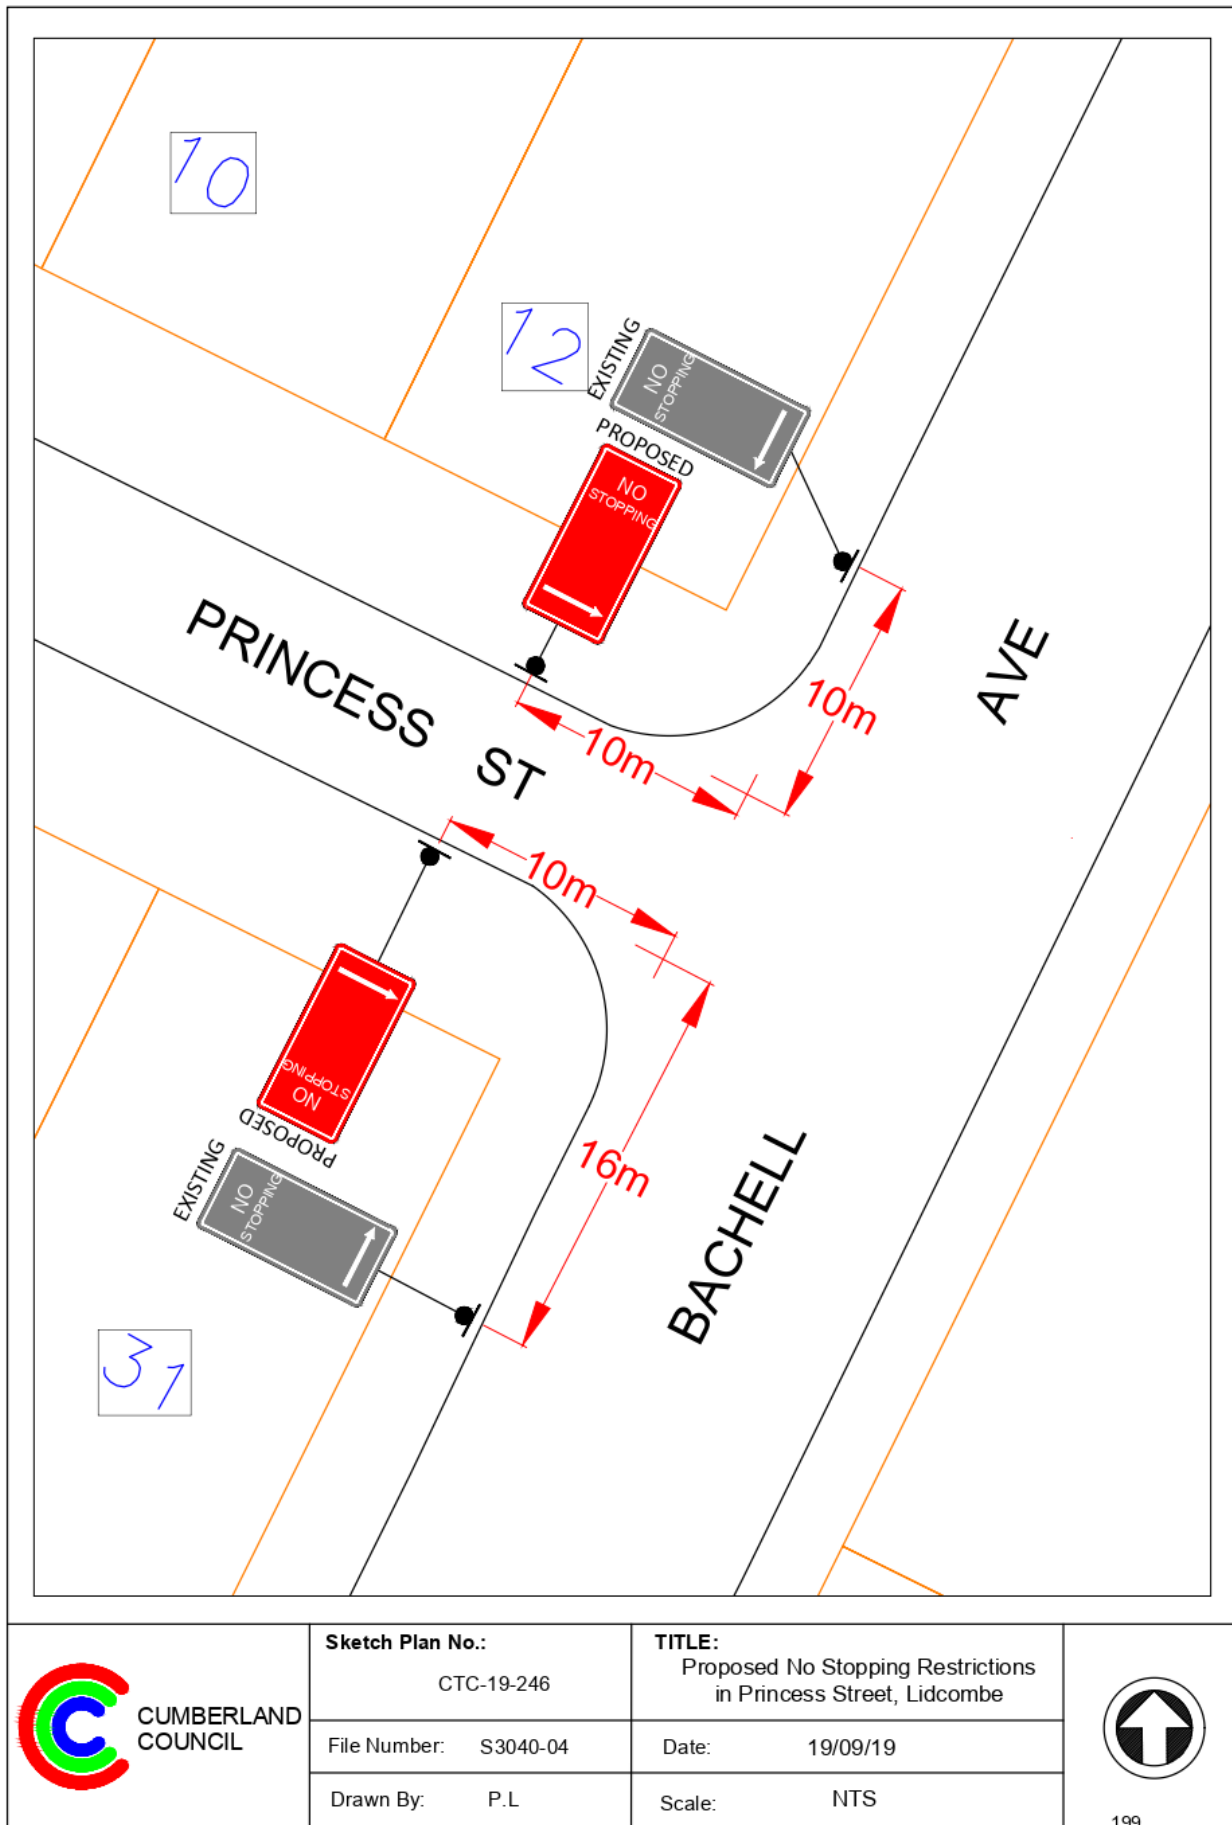 10
12
EXISTING
NO
STOPPING
PROPOSED
NO
STOPPING
PRINCESS ST
10m
10m
AVE
10m
16m
NO
STOPPING
PROPOSED
EXISTING
NO
STOPPING
BACHELL
31
CUMBERLAND
COUNCIL
Sketch Plan No.:
CTC-19-246
TITLE:
Proposed No Stopping Restrictions
in Princess Street, Lidcombe
File Number: S3040-04
Date: 19/09/19
Drawn By: P.L
Scale: NTS
199